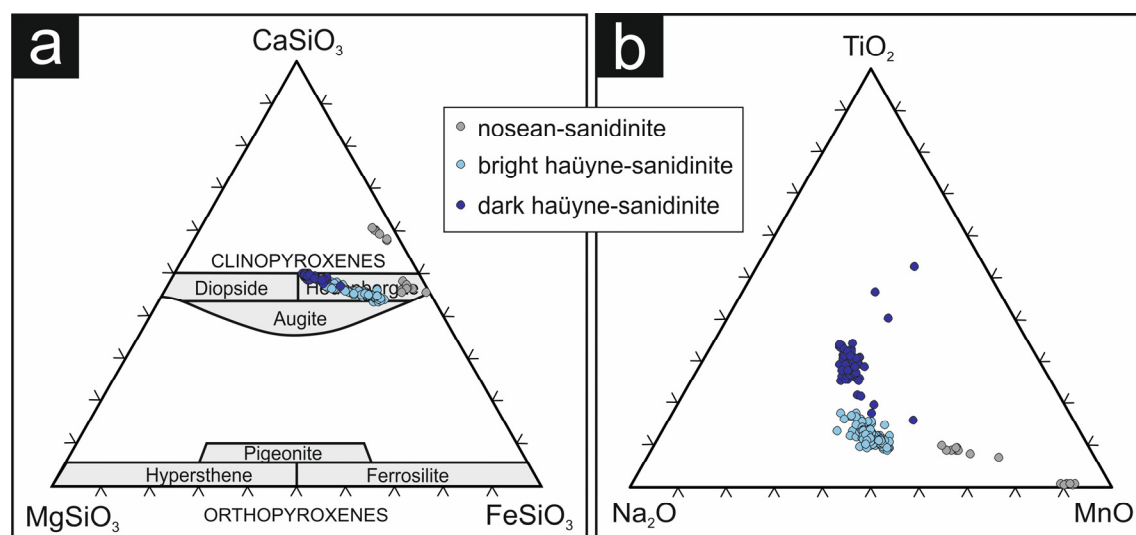 a
CaSiO₃
CLINOPYROXENES
Diopside
Augite
Pigeonite
Hypersthene
Ferrosilite
MgSiO₃
ORTHOPYROXENES
FeSiO₃
nosean-sanidinite
bright haüyne-sanidinite
dark haüyne-sanidinite
b
TiO₂
Na₂O
MnO